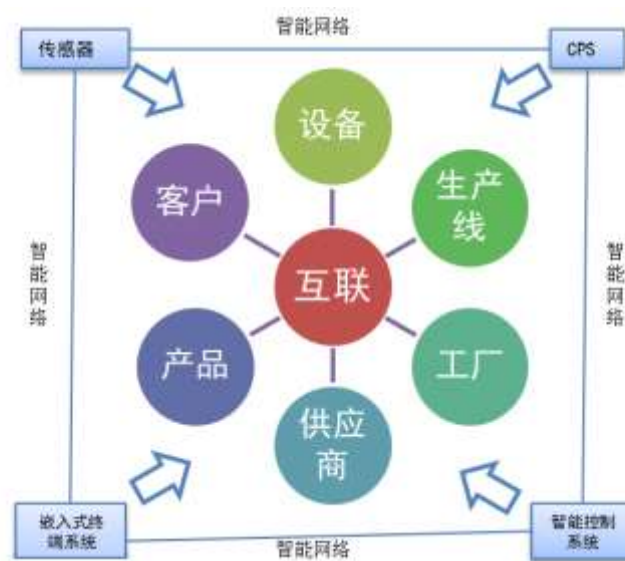 智能网络
传感器
CPS
设备
客户
生产
线
智能网络
互联
智能网络
产品
工厂
供应
商
嵌入式终
端系统
智能网络
智能控制
系统